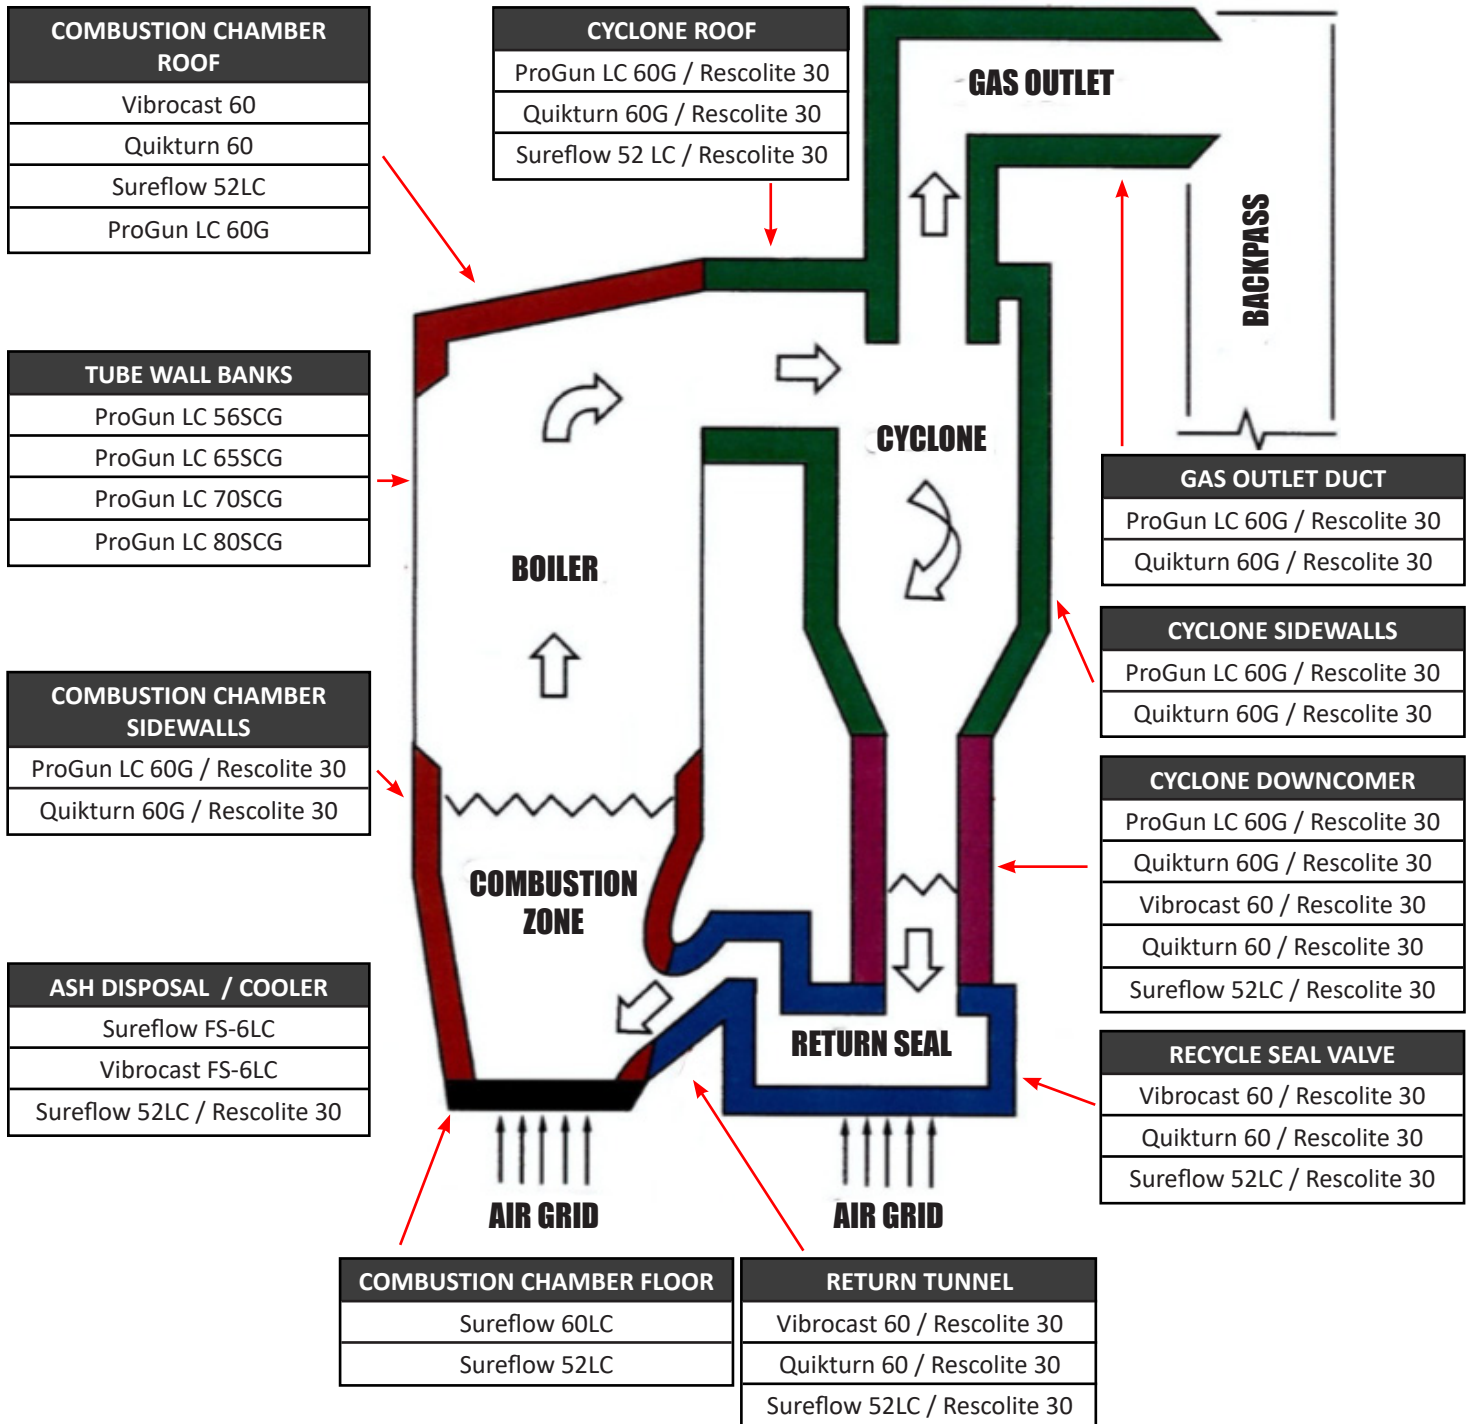 COMBUSTION CHAMBER
ROOF
Vibrocast 60
Quikturn 60
Sureflow 52LC
ProGun LC 60G
CYCLONE ROOF
ProGun LC 60G / Rescolite 30
Quikturn 60G / Rescolite 30
Sureflow 52 LC / Rescolite 30
GAS OUTLET
BACKPASS
TUBE WALL BANKS
ProGun LC 56SCG
ProGun LC 65SCG
ProGun LC 70SCG
ProGun LC 80SCG
CYCLONE
BOILER
GAS OUTLET DUCT
ProGun LC 60G / Rescolite 30
Quikturn 60G / Rescolite 30
CYCLONE SIDEWALLS
ProGun LC 60G / Rescolite 30
Quikturn 60G / Rescolite 30
COMBUSTION CHAMBER
SIDEWALLS
ProGun LC 60G / Rescolite 30
Quikturn 60G / Rescolite 30
COMBUSTION
ZONE
CYCLONE DOWNCOMER
ProGun LC 60G / Rescolite 30
Quikturn 60G / Rescolite 30
Vibrocast 60 / Rescolite 30
Quikturn 60 / Rescolite 30
Sureflow 52LC / Rescolite 30
ASH DISPOSAL / COOLER
Sureflow FS-6LC
Vibrocast FS-6LC
Sureflow 52LC / Rescolite 30
RETURN SEAL
RECYCLE SEAL VALVE
Vibrocast 60 / Rescolite 30
Quikturn 60 / Rescolite 30
Sureflow 52LC / Rescolite 30
AIR GRID
AIR GRID
COMBUSTION CHAMBER FLOOR
Sureflow 60LC
Sureflow 52LC
RETURN TUNNEL
Vibrocast 60 / Rescolite 30
Quikturn 60 / Rescolite 30
Sureflow 52LC / Rescolite 30